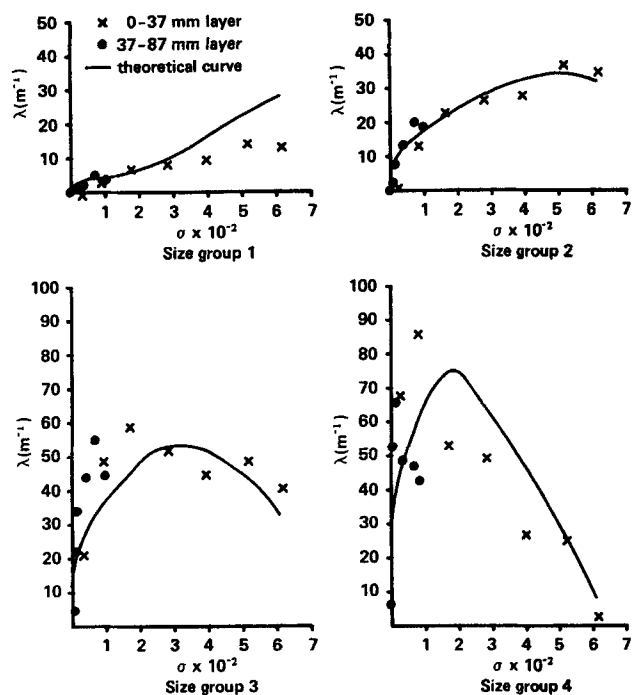 50
40
30
20
10
λ(m⁻¹)
× 0-37 mm layer
● 37-87 mm layer
— theoretical curve
1 2 3 4 5 6 7
σ x 10⁻²
Size group 1
50
40
30
20
10
λ(m⁻¹)
0 1 2 3 4 5 6 7
σ x 10⁻²
Size group 2
100
90
80
70
60
50
40
30
20
10
λ(m⁻¹)
0 1 2 3 4 5 6 7
σ x 10⁻²
Size group 3
100
90
80
70
60
50
40
30
20
10
λ(m⁻¹)
0 1 2 3 4 5 6 7
σ x 10⁻²
Size group 4